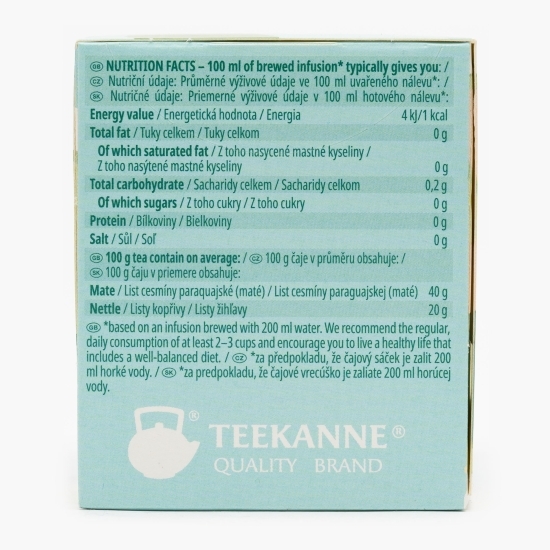 GB NUTRITION FACTS – 100 ml of brewed infusion* typically gives you: /
CZ Nutriční údaje: Průměrné výživové údaje ve 100 ml uvařeného nálevu*: /
SK Nutričné údaje: Priemerné výživové údaje v 100 ml hotového nálevu*:
Energy value / Energetická hodnota / Energia 4 kJ/1 kcal
Total fat / Tuky celkem / Tuky celkom 0 g
Of which saturated fat / Z toho nasycené mastné kyseliny /
Z toho nasýtené mastné kyseliny 0 g
Total carbohydrate / Sacharidy celkem / Sacharidy celkom 0,2 g
Of which sugars / Z toho cukry / Z toho cukry 0 g
Protein / Bílkoviny / Bielkoviny 0 g
Salt / Sůl / Soľ 0 g
GB 100 g tea contain on average: / CZ 100 g čaje v průměru obsahuje: /
SK 100 g čaju v priemere obsahuje:
Mate / List cesmíny paraquajské (maté) / List cesmíny paraguajskej (maté) 40 g
Nettle / Listy kopřivy / Listy žihľavy 20 g
GB *based on an infusion brewed with 200 ml water. We recommend the regular,
daily consumption of at least 2–3 cups and encourage you to live a healthy life that
includes a well-balanced diet. / CZ *za předpokladu, že čajový sáček je zalit 200
ml horké vody. / SK *za predpokladu, že čajové vrecúško je zaliate 200 ml horúcej
vody.
® TEEKANNE®
QUALITY BRAND